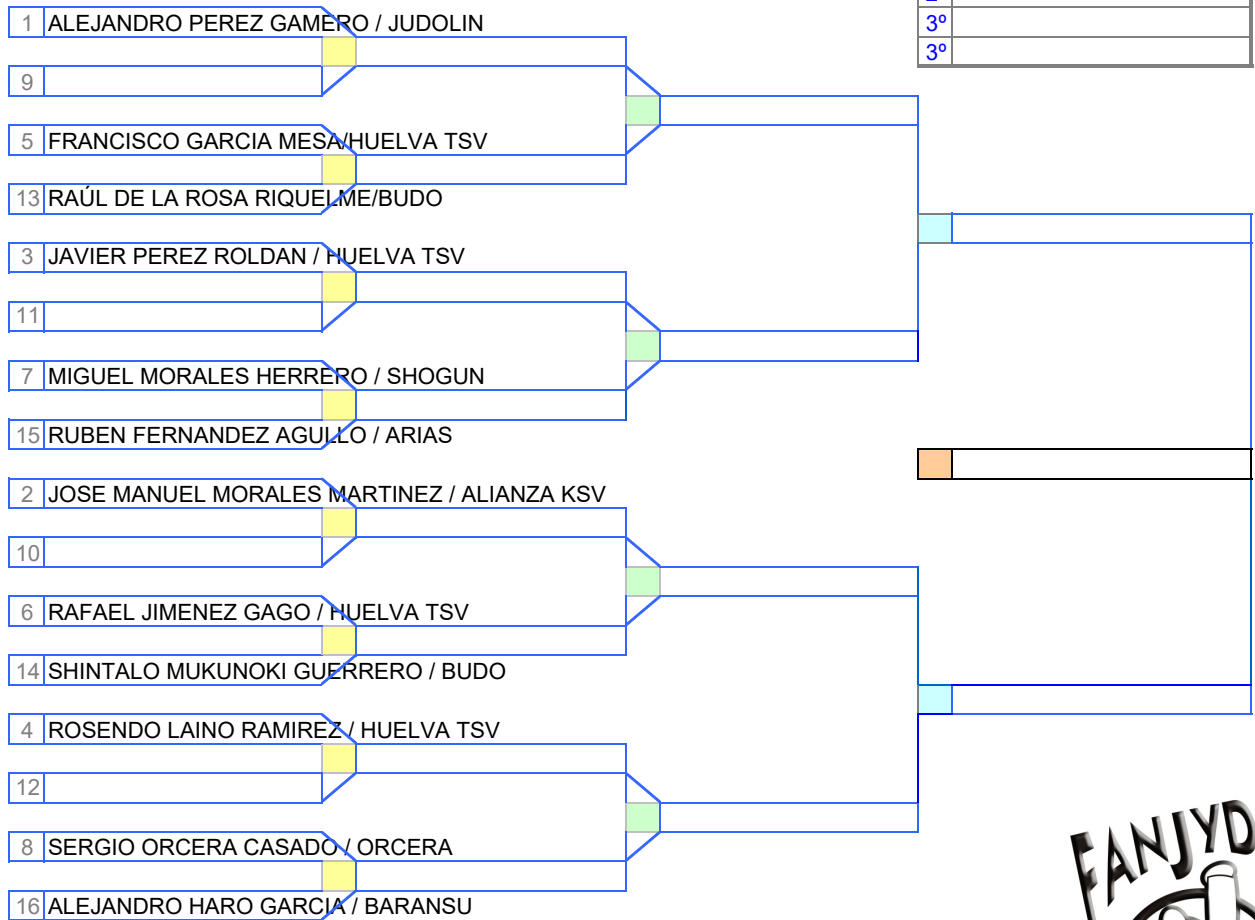 1 ALEJANDRO PEREZ GAMERO / JUDOLIN
3º
3º
9
5 FRANCISCO GARCIA MESA/HUELVA TSV
13 RAÚL DE LA ROSA RIQUELME/BUDO
3 JAVIER PEREZ ROLDAN / HUELVA TSV
11
7 MIGUEL MORALES HERRERO / SHOGUN
15 RUBEN FERNANDEZ AGULLO / ARIAS
2 JOSE MANUEL MORALES MARTINEZ / ALIANZA KSV
10
6 RAFAEL JIMENEZ GAGO / HUELVA TSV
14 SHINTALO MUKUNOKI GUERRERO / BUDO
4 ROSENDO LAINO RAMIREZ / HUELVA TSV
12
8 SERGIO ORCERA CASADO / ORCERA
16 ALEJANDRO HARO GARCIA / BARANSU
FANJYD